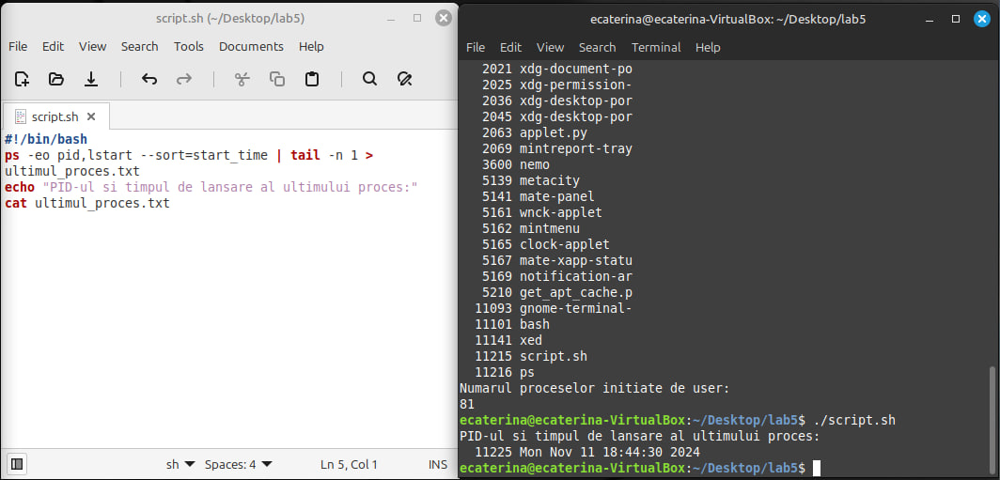 script.sh (~/Desktop/lab5)
File Edit View Search Tools Documents Help
script.sh
#!/bin/bash
ps -eo pid,lstart --sort=start_time | tail -n 1 >
ultimul_proces.txt
echo "PID-ul si timpul de lansare al ultimului proces:"
cat ultimul_proces.txt
sh Spaces: 4 Ln 5, Col 1 INS
ecaterina@ecaterina-VirtualBox: ~/Desktop/lab5
File Edit View Search Terminal Help
2021 xdg-document-po
2025 xdg-permission-
2036 xdg-desktop-por
2045 xdg-desktop-por
2063 applet.py
2069 mintreport-tray
3600 nemo
5139 metacity
5141 mate-panel
5161 wnck-applet
5162 mintmenu
5165 clock-applet
5167 mate-xapp-statu
5169 notification-ar
5210 get_apt_cache.p
11093 gnome-terminal-
11101 bash
11141 xed
11215 script.sh
11216 ps
Numarul proceselor initiate de user:
81
ecaterina@ecaterina-VirtualBox:~/Desktop/lab5$ ./script.sh
PID-ul si timpul de lansare al ultimului proces:
11225 Mon Nov 11 18:44:30 2024
ecaterina@ecaterina-VirtualBox:~/Desktop/lab5$